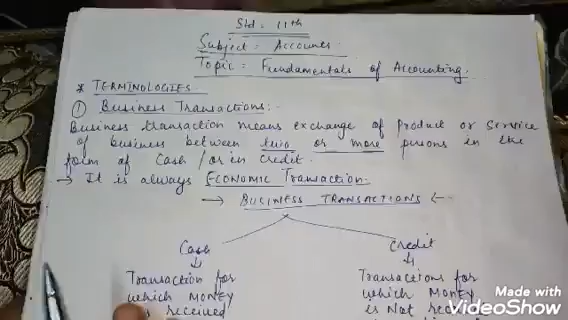 Std: 11th
Subject = Accounts.
Topic = Fundamentals of Accounting.
* TERMINOLOGIES
① Business Transactions:-
Business transaction means exchange of Product or Service
of business between two or more persons in the
form of Cash / or in Credit.
→ It is always ECONOMIC Transaction.
→ BUSINESS TRANSACTIONS ←
Cash Credit
Transaction for Transactions for
which MONEY which MONEY
is received is Not
Made with
VideoShow